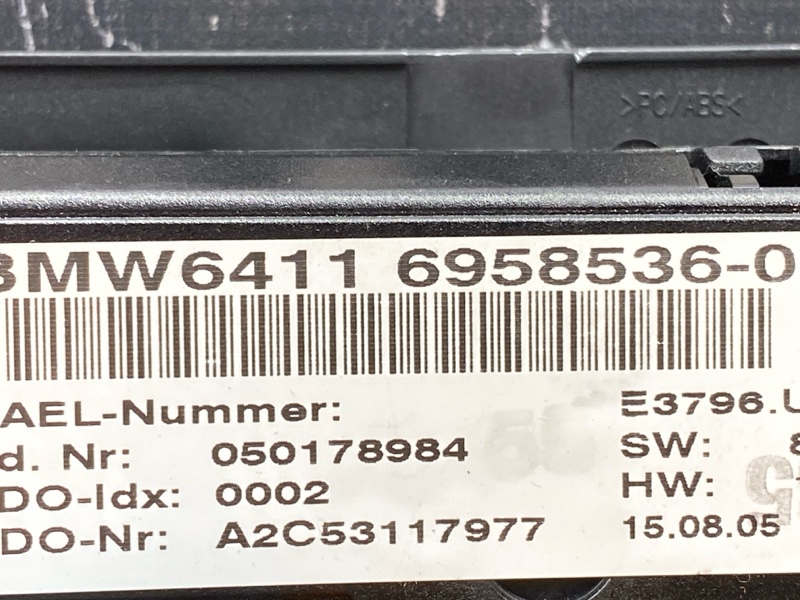 >PC/ABS<
BMW6411 6958536-0
AEL-Nummer: E3796.U
d. Nr: 050178984 SW: 8
DO-Idx: 0002 HW:
DO-Nr: A2C53117977 15.08.05